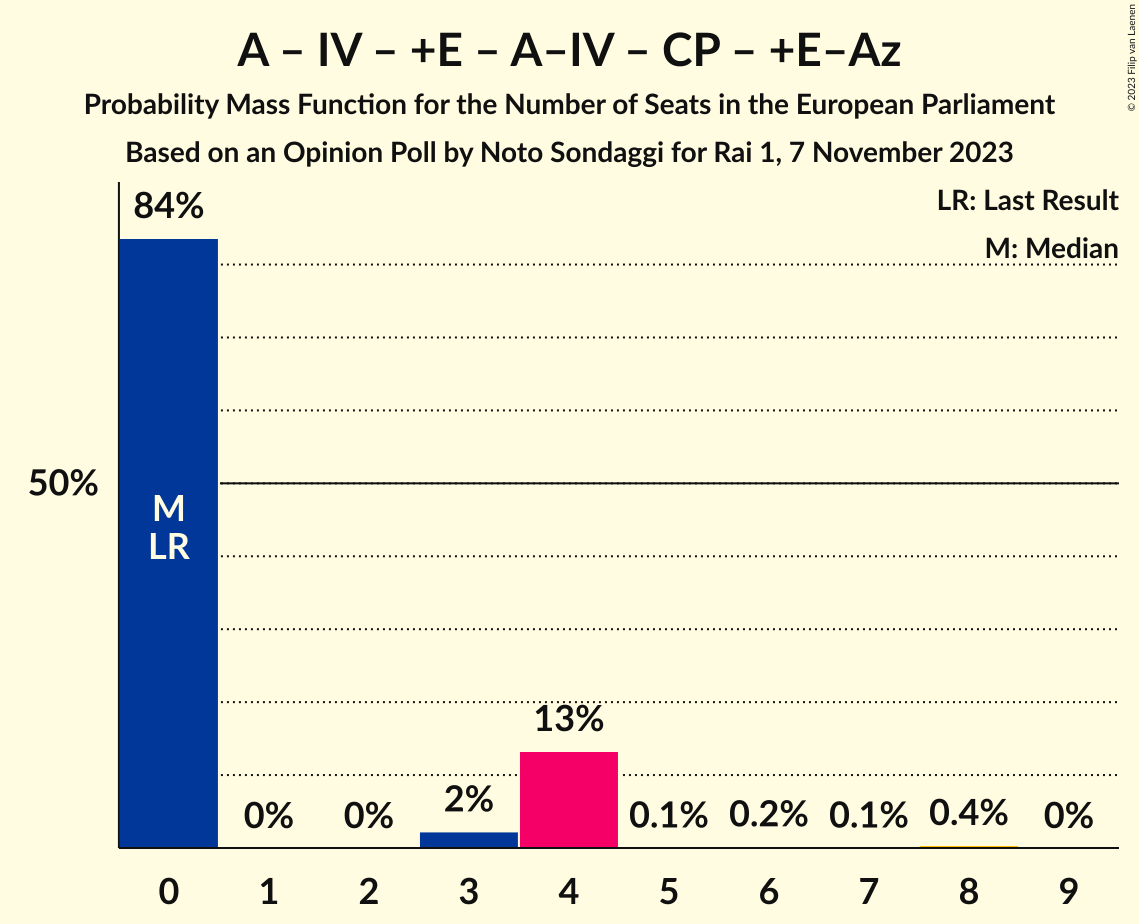 A – IV – +E – A–IV – CP – +E–Az
Probability Mass Function for the Number of Seats in the European Parliament
Based on an Opinion Poll by Noto Sondaggi for Rai 1, 7 November 2023
© 2023 Filip van Laenen
LR: Last Result
M: Median
84%
50%
M
LR
0%
0%
2%
13%
0.1%
0.2%
0.1%
0.4%
0%
0
1
2
3
4
5
6
7
8
9